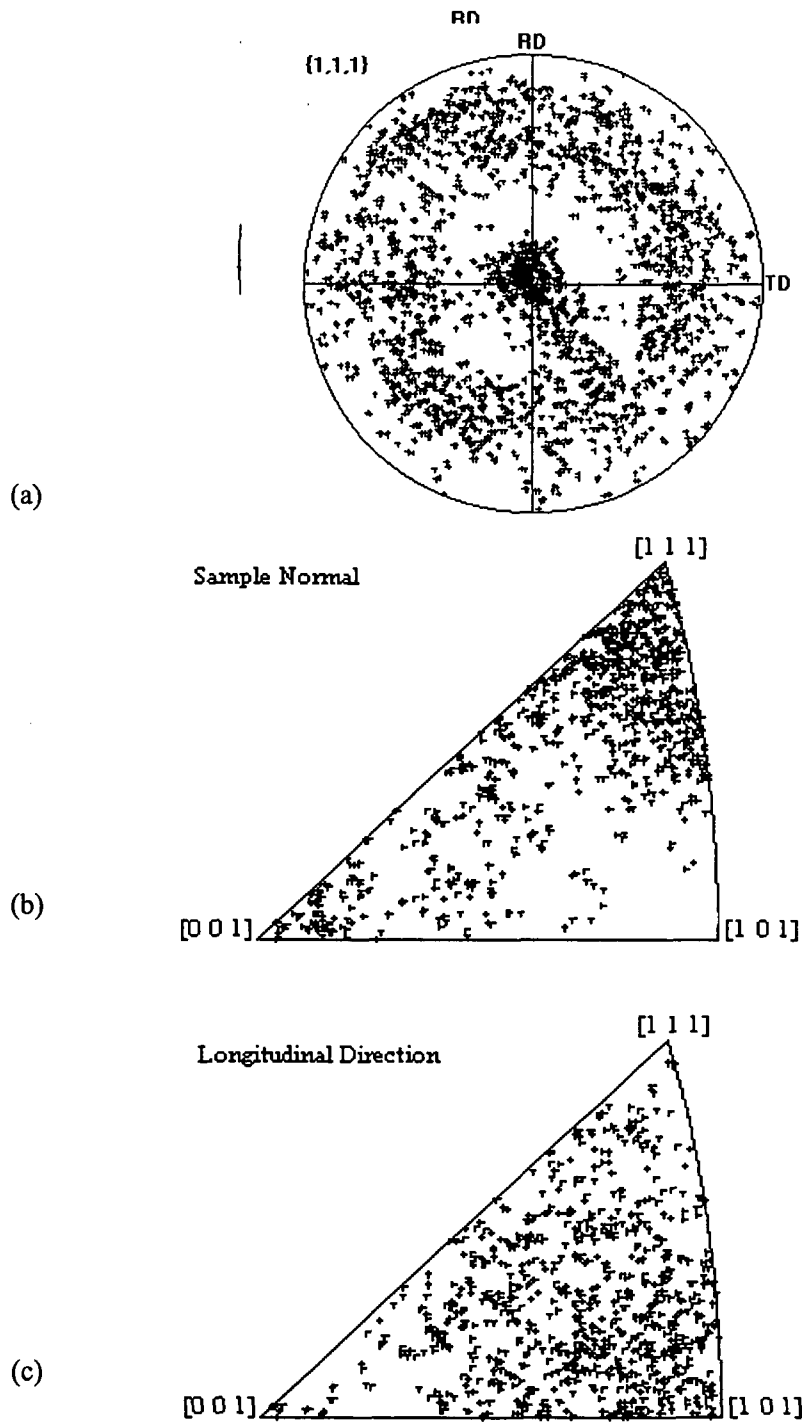 RD
RD
{1,1,1}
TD
(a)
[1 1 1]
Sample Normal
(b)
[0 0 1]
[1 0 1]
[1 1 1]
Longitudinal Direction
(c)
[0 0 1]
[1 0 1]